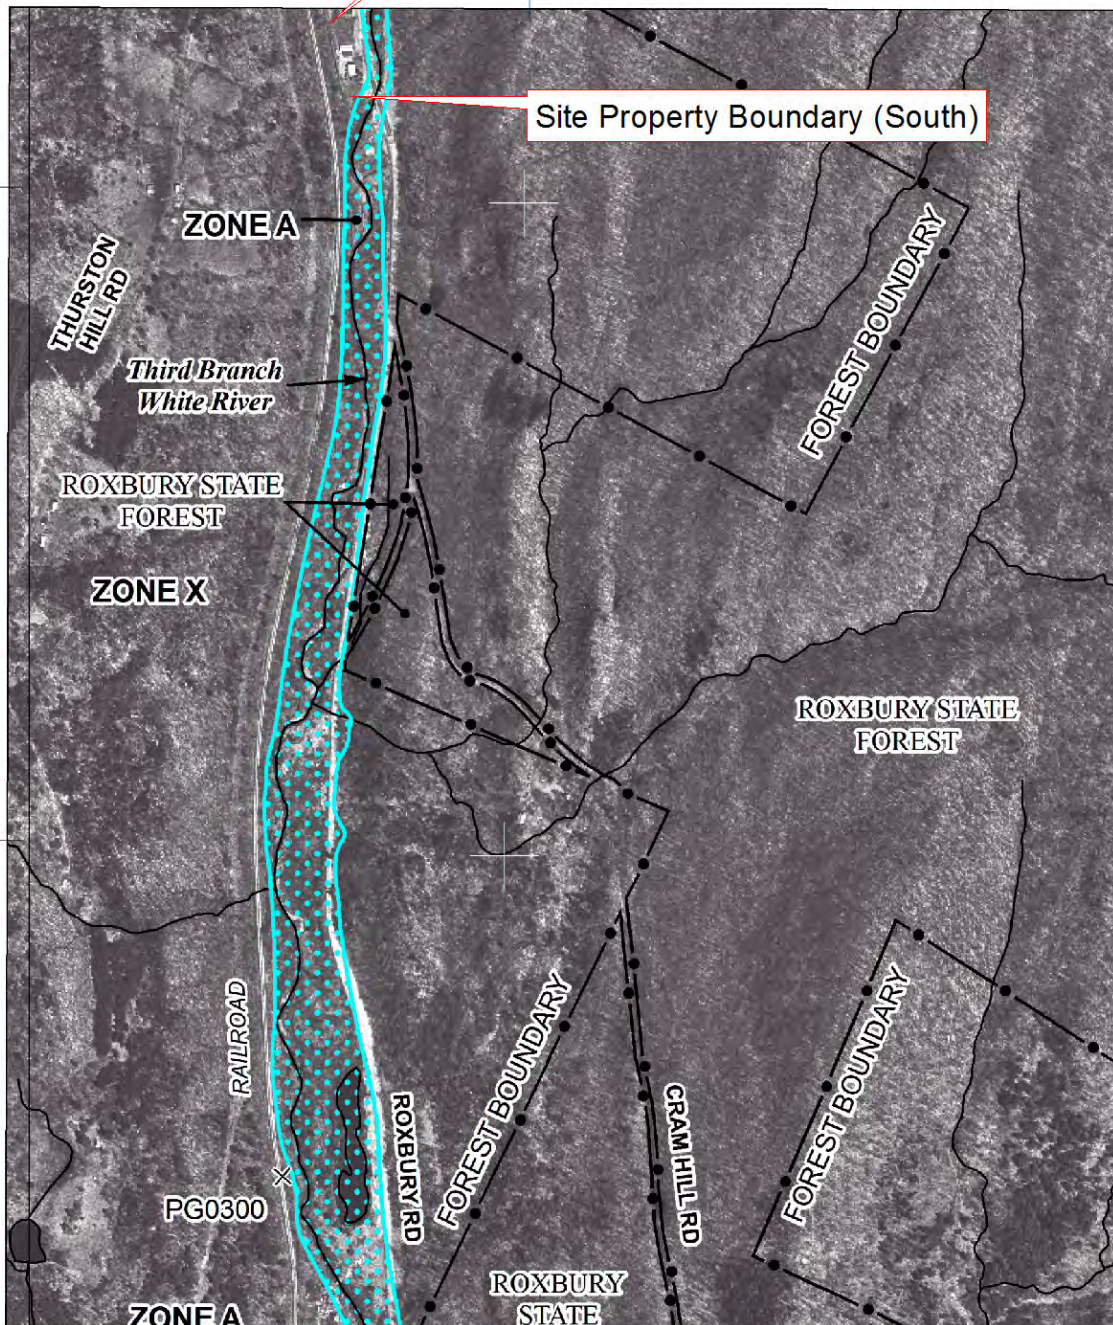 Site Property Boundary (South)
ZONE A
THURSTON
HILL RD
FOREST BOUNDARY
Third Branch
White River
ROXBURY STATE
FOREST
ZONE X
ROXBURY STATE
FOREST
RAILROAD
FOREST BOUNDARY
FOREST BOUNDARY
ROXBURY RD
CRAM HILL RD
PG0300
ROXBURY
STATE
ZONE A